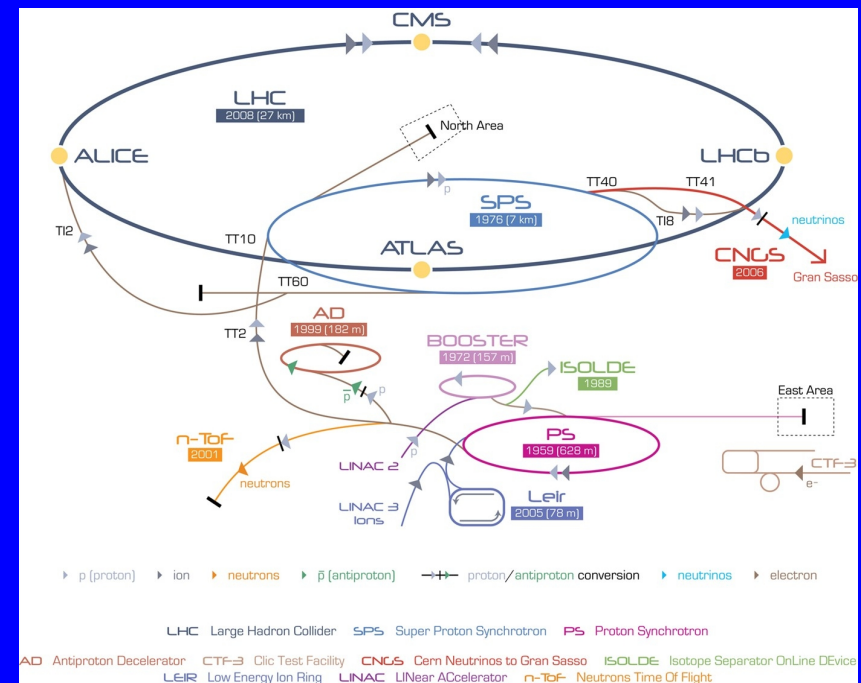 CMS
LHC
2008 (27 km)
North Area
ALICE
LHCb
TT40
TT41
p
SPS
1976 (7 km)
TI8
neutrinos
TI2
TT10
ATLAS
CNGS
2006
Gran Sasso
TT60
AD
1999 (182 m)
TT2
BOOSTER
1972 (157 m)
ISOLDE
1989
p̅
p
East Area
n-ToF
2001
PS
1959 (628 m)
p
LINAC 2
CTF-3
e-
neutrons
LINAC 3
Ions
Leir
2005 (78 m)
p (proton) ion neutrons p̅ (antiproton) proton/antiproton conversion neutrinos electron
LHC Large Hadron Collider SPS Super Proton Synchrotron PS Proton Synchrotron
AD Antiproton Decelerator CTF-3 Clic Test Facility CNGS Cern Neutrinos to Gran Sasso ISOLDE Isotope Separator OnLine DEvice
LEIR Low Energy Ion Ring LINAC LINear ACcelerator n-ToF Neutrons Time Of Flight